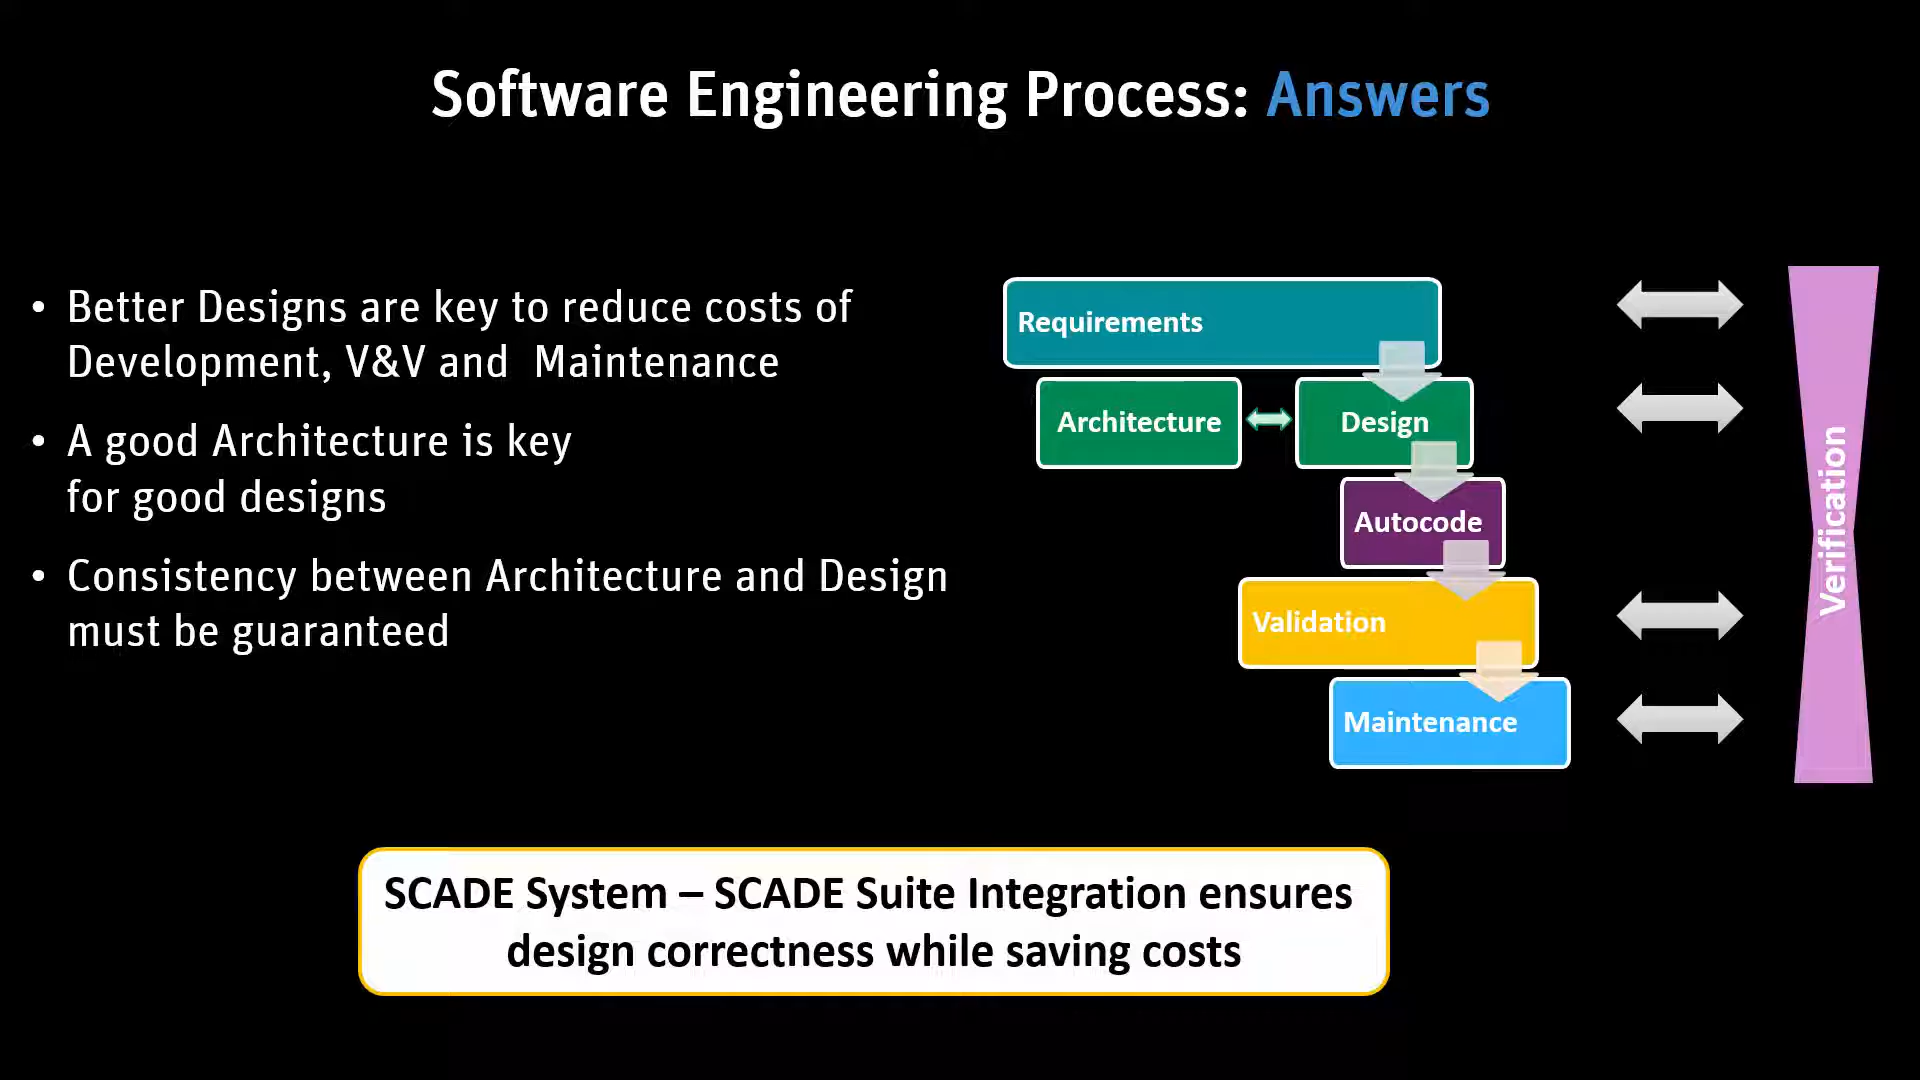 Software Engineering Process: Answers
• Better Designs are key to reduce costs of
Development, V&V and Maintenance
• A good Architecture is key
for good designs
• Consistency between Architecture and Design
must be guaranteed
Requirements
Architecture
Design
Autocode
Validation
Maintenance
Verification
SCADE System – SCADE Suite Integration ensures
design correctness while saving costs